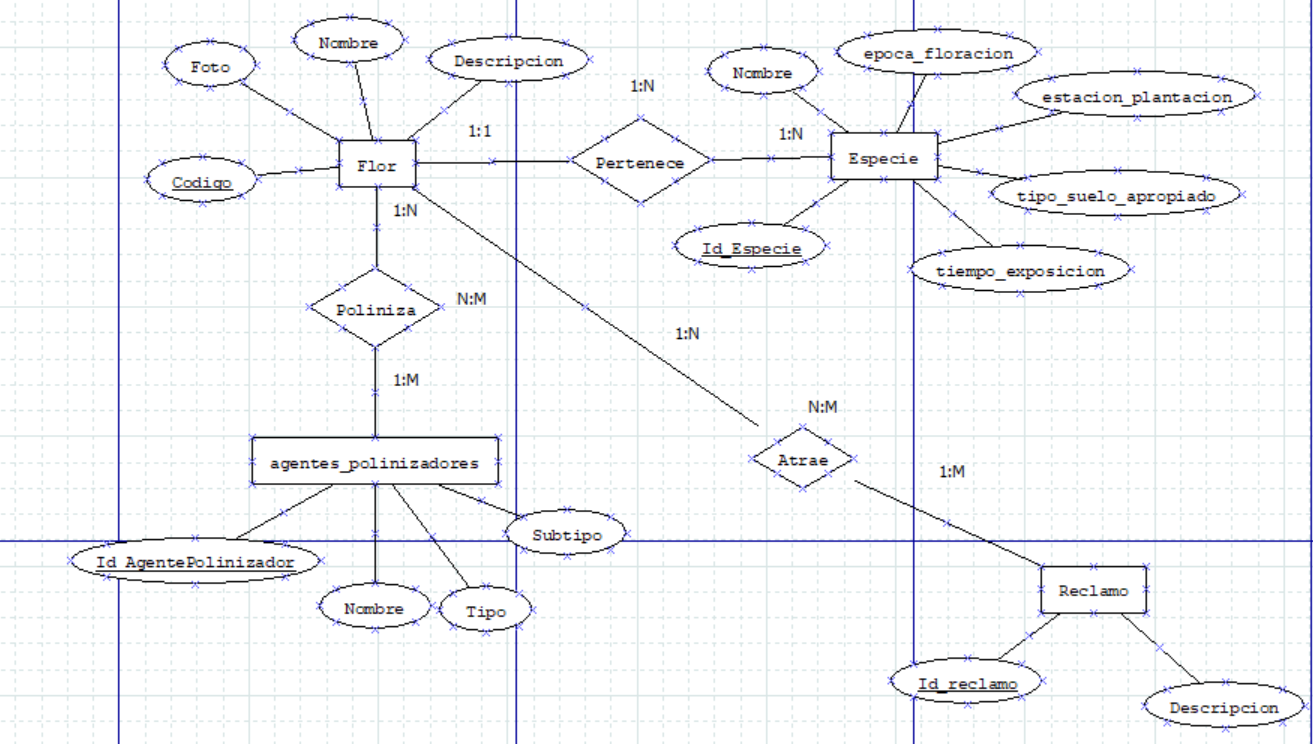 Foto
Nombre
Descripcion
Codigo
Flor
1:1
1:N
Pertenece
1:N
Nombre
epoca_floracion
estacion_plantacion
Especie
tipo_suelo_apropiado
Id_Especie
tiempo_exposicion
1:N
Poliniza
N:M
1:M
1:N
N:M
Atrae
1:M
agentes_polinizadores
Id_AgentePolinizador
Nombre
Tipo
Subtipo
Reclamo
Id_reclamo
Descripcion